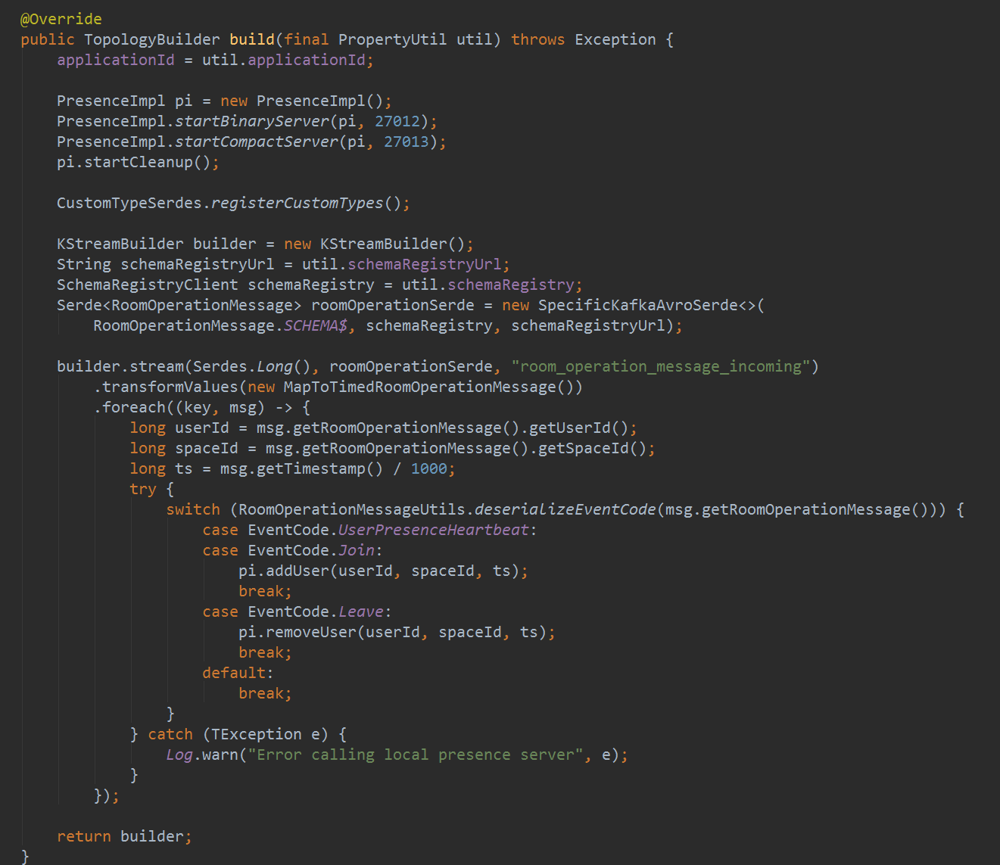 @Override
public TopologyBuilder build(final PropertyUtil util) throws Exception {
applicationId = util.applicationId;
PresenceImpl pi = new PresenceImpl();
PresenceImpl.startBinaryServer(pi, 27012);
PresenceImpl.startCompactServer(pi, 27013);
pi.startCleanup();
CustomTypeSerdes.registerCustomTypes();
KStreamBuilder builder = new KStreamBuilder();
String schemaRegistryUrl = util.schemaRegistryUrl;
SchemaRegistryClient schemaRegistry = util.schemaRegistry;
Serde<RoomOperationMessage> roomOperationSerde = new SpecificKafkaAvroSerde<>(
RoomOperationMessage.SCHEMA$, schemaRegistry, schemaRegistryUrl);
builder.stream(Serdes.Long(), roomOperationSerde, "room_operation_message_incoming")
.transformValues(new MapToTimedRoomOperationMessage())
.foreach((key, msg) -> {
long userId = msg.getRoomOperationMessage().getUserId();
long spaceId = msg.getRoomOperationMessage().getSpaceId();
long ts = msg.getTimestamp() / 1000;
try {
switch (RoomOperationMessageUtils.deserializeEventCode(msg.getRoomOperationMessage())) {
case EventCode.UserPresenceHeartbeat:
case EventCode.Join:
pi.addUser(userId, spaceId, ts);
break;
case EventCode.Leave:
pi.removeUser(userId, spaceId, ts);
break;
default:
break;
}
} catch (TException e) {
Log.warn("Error calling local presence server", e);
}
});
return builder;
}